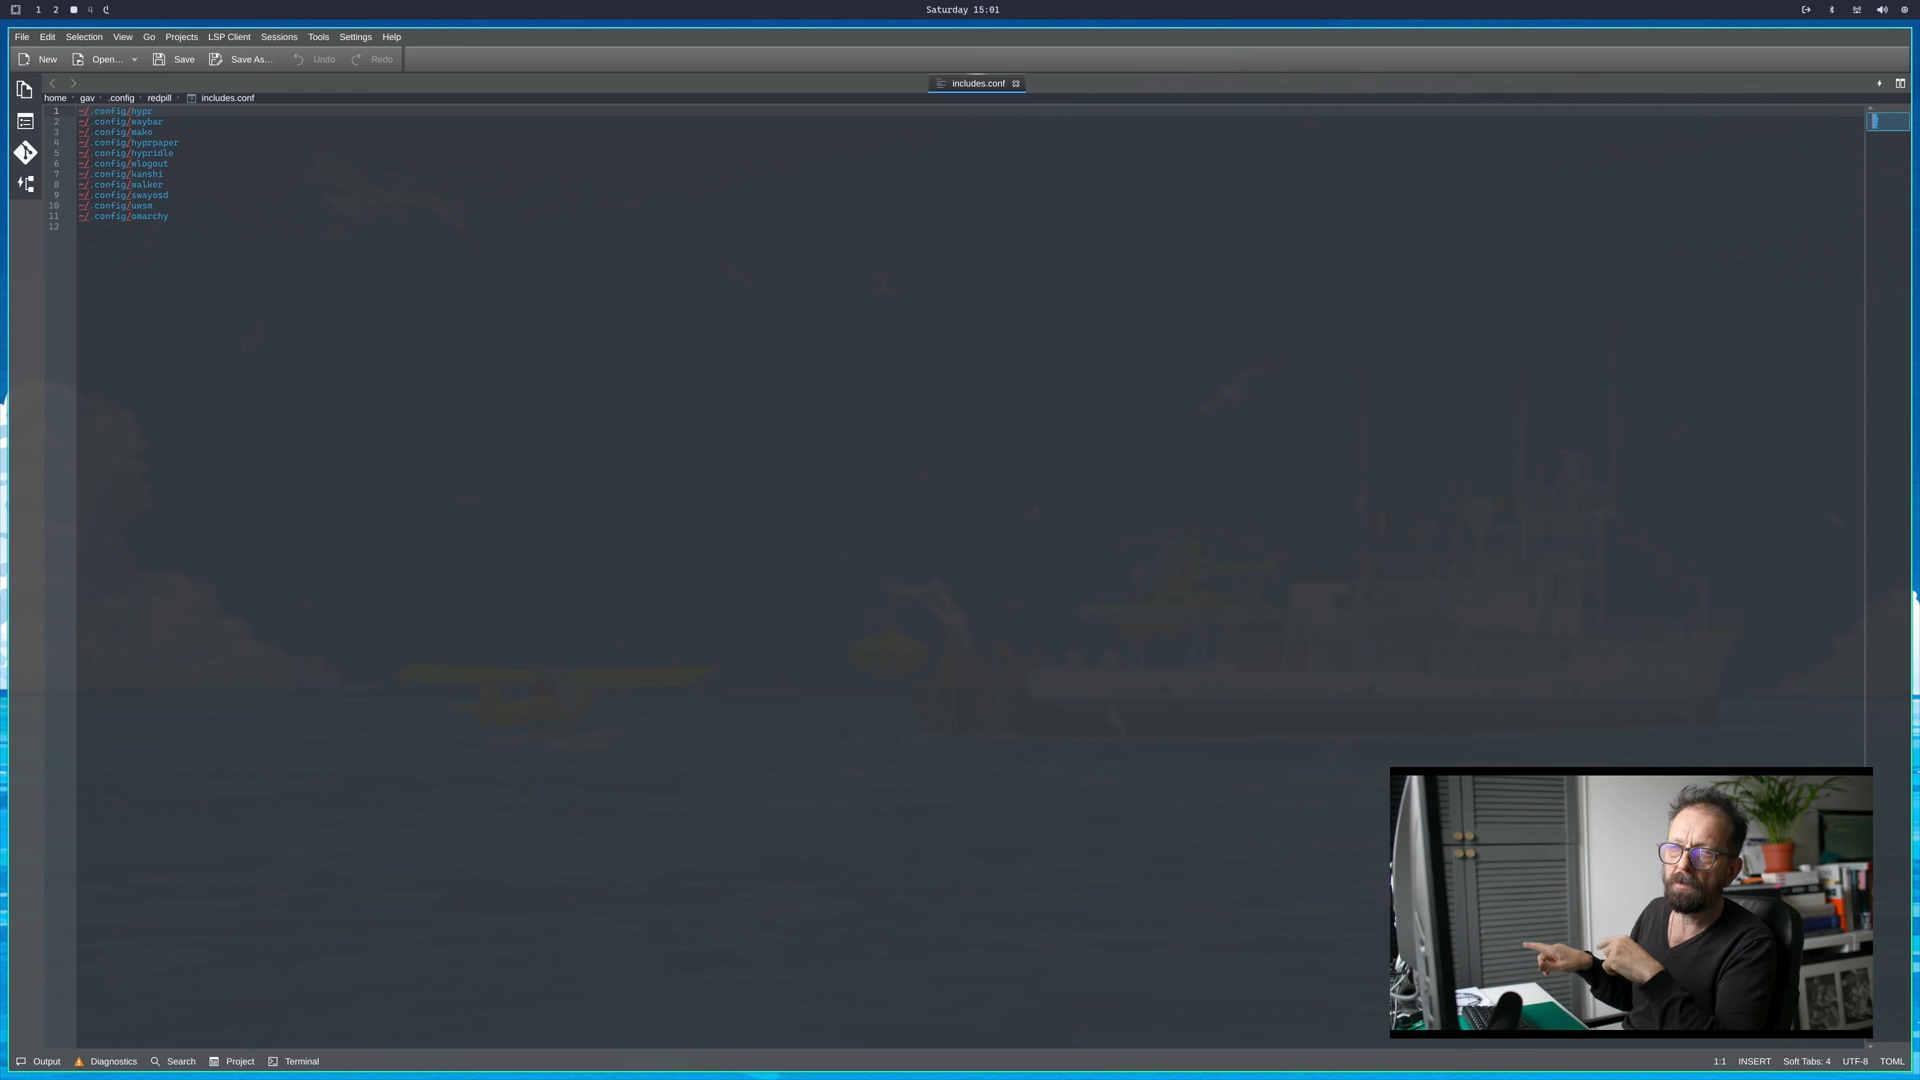 1 2 4
Saturday 15:01
File Edit Selection View Go Projects LSP Client Sessions Tools Settings Help
New Open... Save Save As... Undo Redo
includes.conf
home gav .config redpill includes.conf
1 ~/.config/hypr
2 ~/.config/waybar
3 ~/.config/mako
4 ~/.config/hyprpaper
5 ~/.config/hypridle
6 ~/.config/wlogout
7 ~/.config/kanshi
8 ~/.config/walker
9 ~/.config/swayosd
10 ~/.config/uwsm
11 ~/.config/omarchy
12
Output Diagnostics Search Project Terminal
1:1 INSERT Soft Tabs: 4 UTF-8 TOML